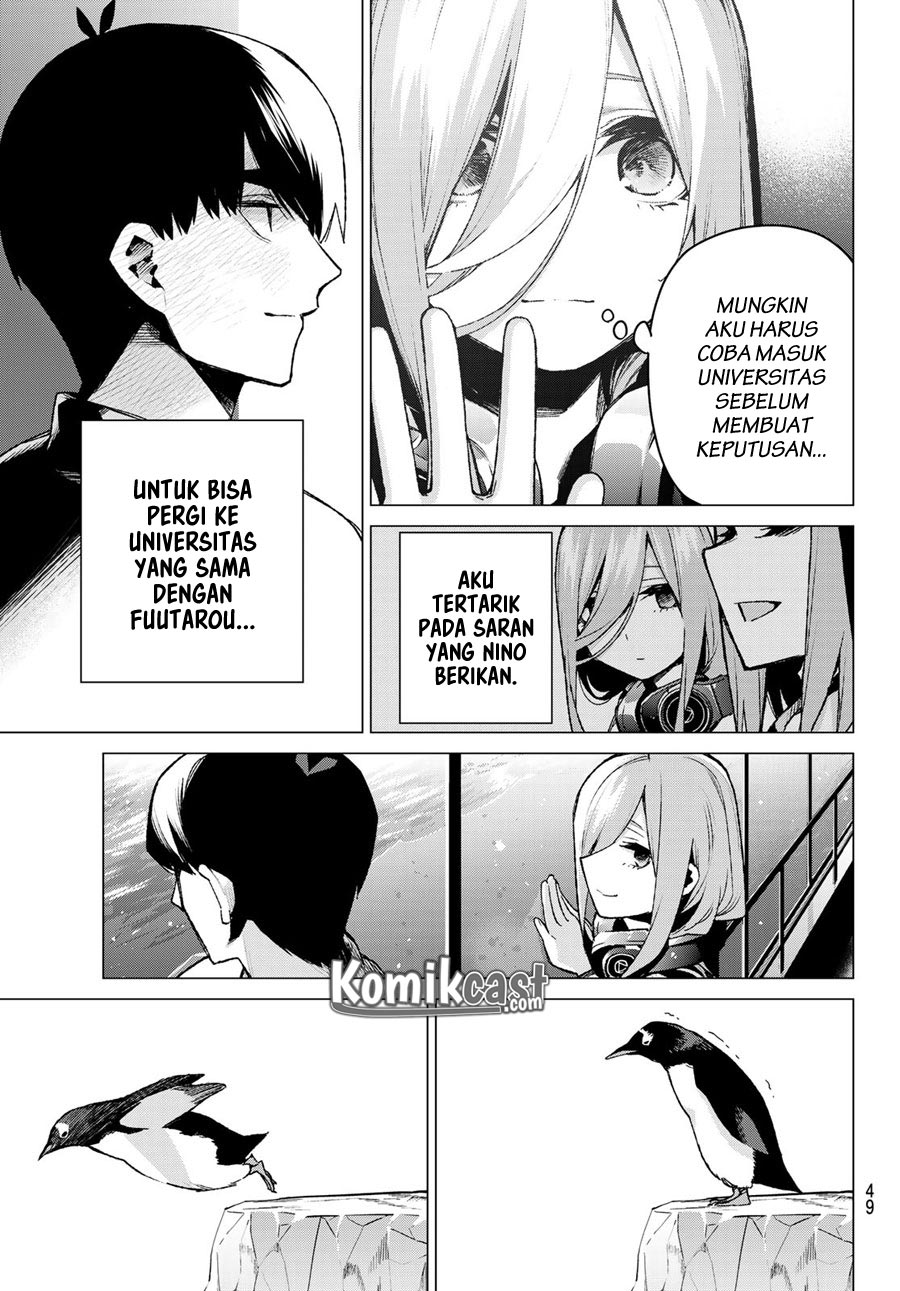 MUNGKIN
AKU HARUS
COBA MASUK
UNIVERSITAS
SEBELUM
MEMBUAT
KEPUTUSAN...
AKU
TERTARIK
PADA SARAN
YANG NINO
BERIKAN.
UNTUK BISA
PERGI KE
UNIVERSITAS
YANG SAMA
DENGAN
FUUTAROU...
Komikcast
.com
49